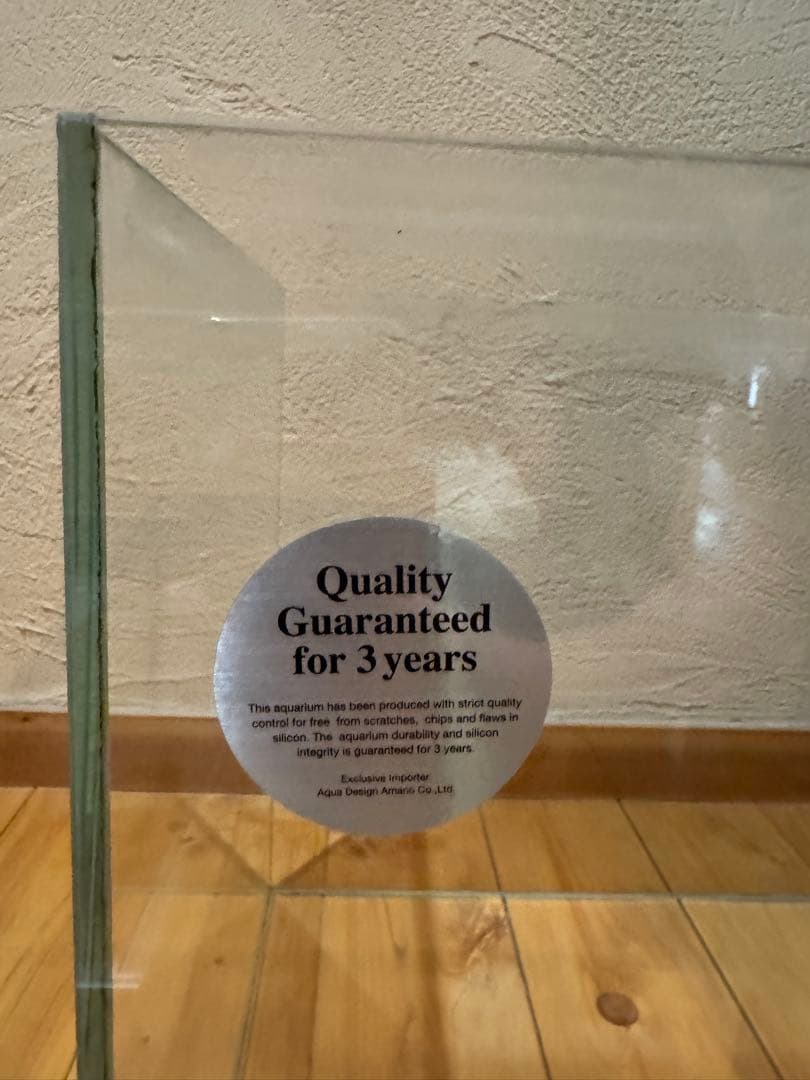 Quality
Guaranteed
for 3 years
This aquarium has been produced with strict quality
control for free from scratches, chips and flaws in
silicon. The aquarium durability and silicon
integrity is guaranteed for 3 years.
Exclusive Importer
Aqua Design Amano Co.,Ltd.